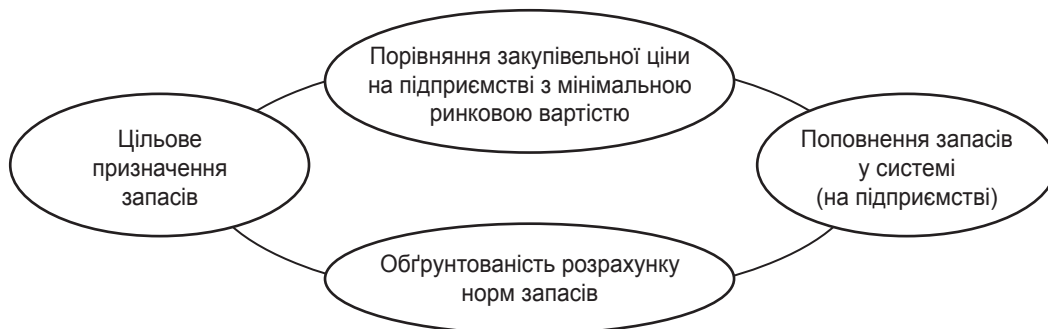 Порівняння закупівельної ціни
на підприємстві з мінімальною
ринковою вартістю
Цільове
призначення
запасів
Поповнення запасів
у системі
(на підприємстві)
Обґрунтованість розрахунку
норм запасів